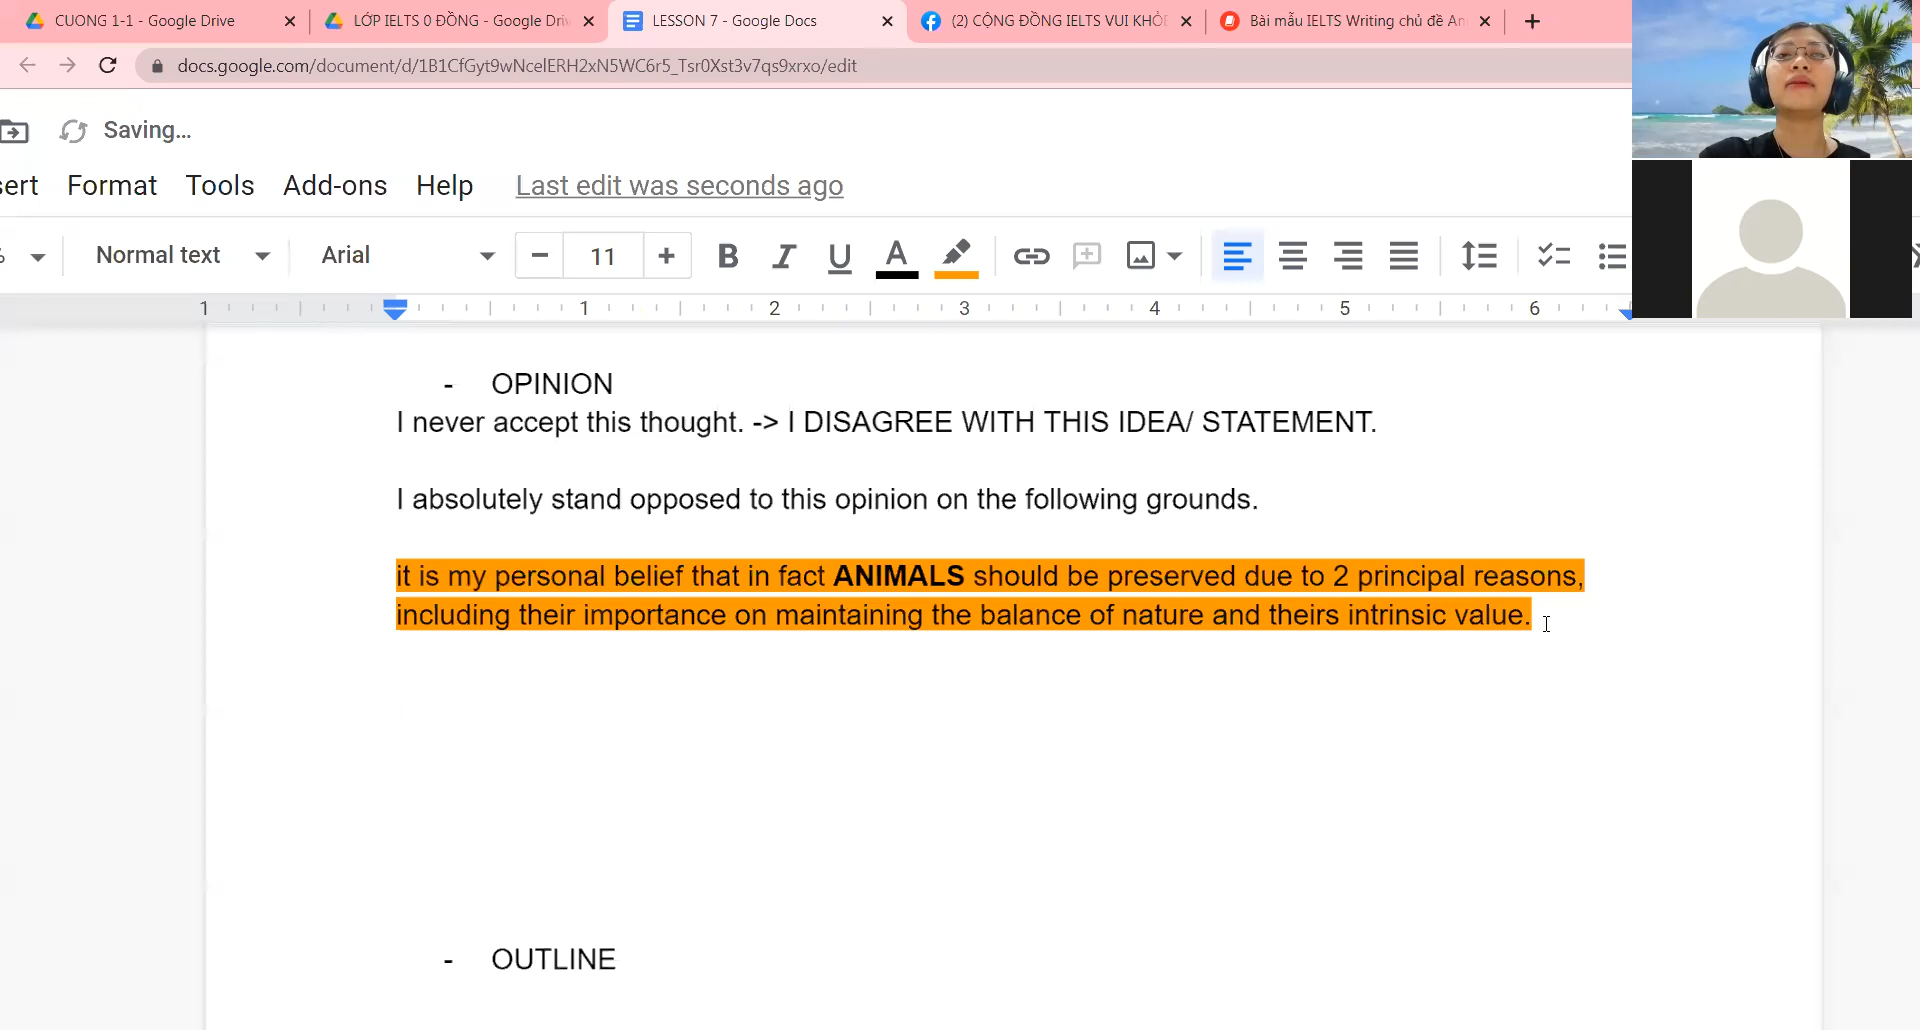 CUONG 1-1 - Google Drive
LỚP IELTS 0 ĐỒNG - Google Dri
LESSON 7 - Google Docs
(2) CỘNG ĐỒNG IELTS VUI KHỎE
Bài mẫu IELTS Writing chủ đề An
docs.google.com/document/d/1B1CfGyt9wNcelERH2xN5WC6r5_Tsr0Xst3v7qs9xrxo/edit
Saving…
sert Format Tools Add-ons Help Last edit was seconds ago
% Normal text Arial 11 B I U A
1 1 2 3 4 5 6
- OPINION
I never accept this thought. -> I DISAGREE WITH THIS IDEA/ STATEMENT.
I absolutely stand opposed to this opinion on the following grounds.
it is my personal belief that in fact ANIMALS should be preserved due to 2 principal reasons,
including their importance on maintaining the balance of nature and theirs intrinsic value.
- OUTLINE